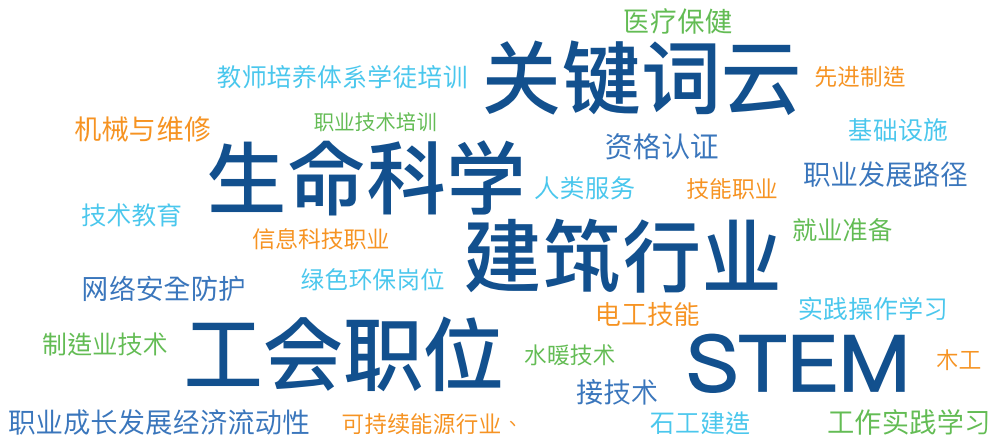 医疗保健
关键词云
教师培养体系学徒培训
先进制造
机械与维修
职业技术培训
基础设施
生命科学
资格认证
职业发展路径
人类服务
技能职业
技术教育
建筑行业
就业准备
信息科技职业
绿色环保岗位
网络安全防护
电工技能
实践操作学习
制造业技术
工会职位
水暖技术
STEM
木工
接技术
职业成长发展经济流动性
可持续能源行业、
石工建造
工作实践学习